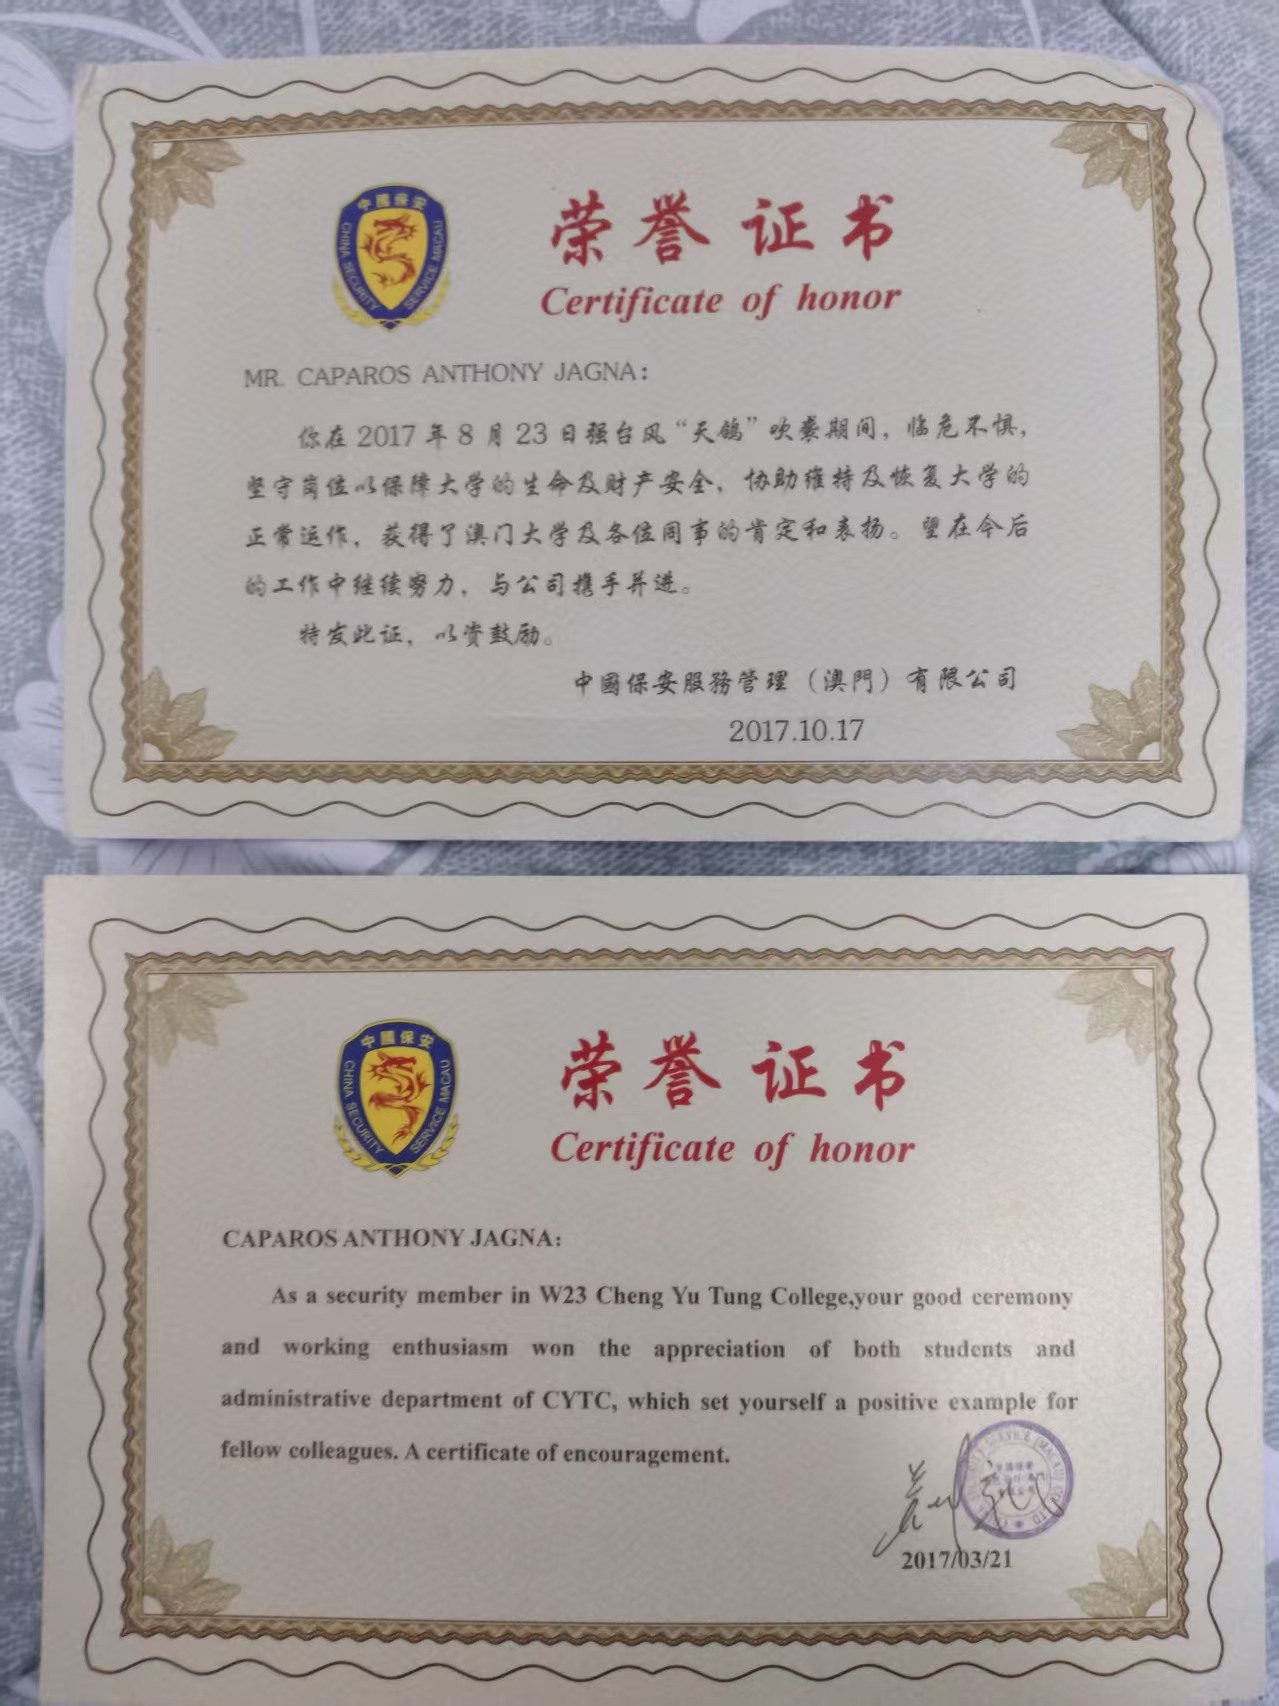 中國保安
CHINA SECURITY SERVICE MACAU
荣誉证书
Certificate of honor
MR. CAPAROS ANTHONY JAGNA:
你在 2017 年 8 月 23 日强台风“天鸽”吹袭期间，临危不惧，
坚守岗位以保障大学的生命及财产安全，协助维持及恢复大学的
正常运作，获得了澳门大学及各位同事的肯定和表扬。望在今后
的工作中继续努力，与公司携手并进。
特发此证，以资鼓励。
中國保安服務管理（澳門）有限公司
2017.10.17
中國保安
CHINA SECURITY SERVICE MACAU
荣誉证书
Certificate of honor
CAPAROS ANTHONY JAGNA:
As a security member in W23 Cheng Yu Tung College,your good ceremony
and working enthusiasm won the appreciation of both students and
administrative department of CYTC, which set yourself a positive example for
fellow colleagues. A certificate of encouragement.
2017/03/21